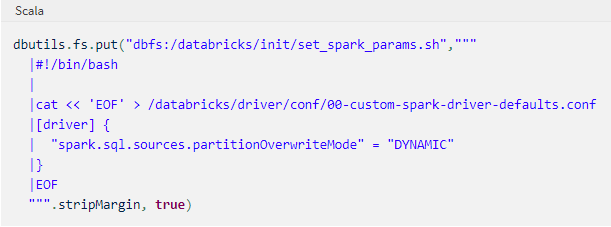 Scala
dbutils.fs.put("dbfs:/databricks/init/set_spark_params.sh","""
  |#!/bin/bash
  |
  |cat << 'EOF' > /databricks/driver/conf/00-custom-spark-driver-defaults.conf
  |[driver] {
  |  "spark.sql.sources.partitionOverwriteMode" = "DYNAMIC"
  |}
  |EOF
  """.stripMargin, true)